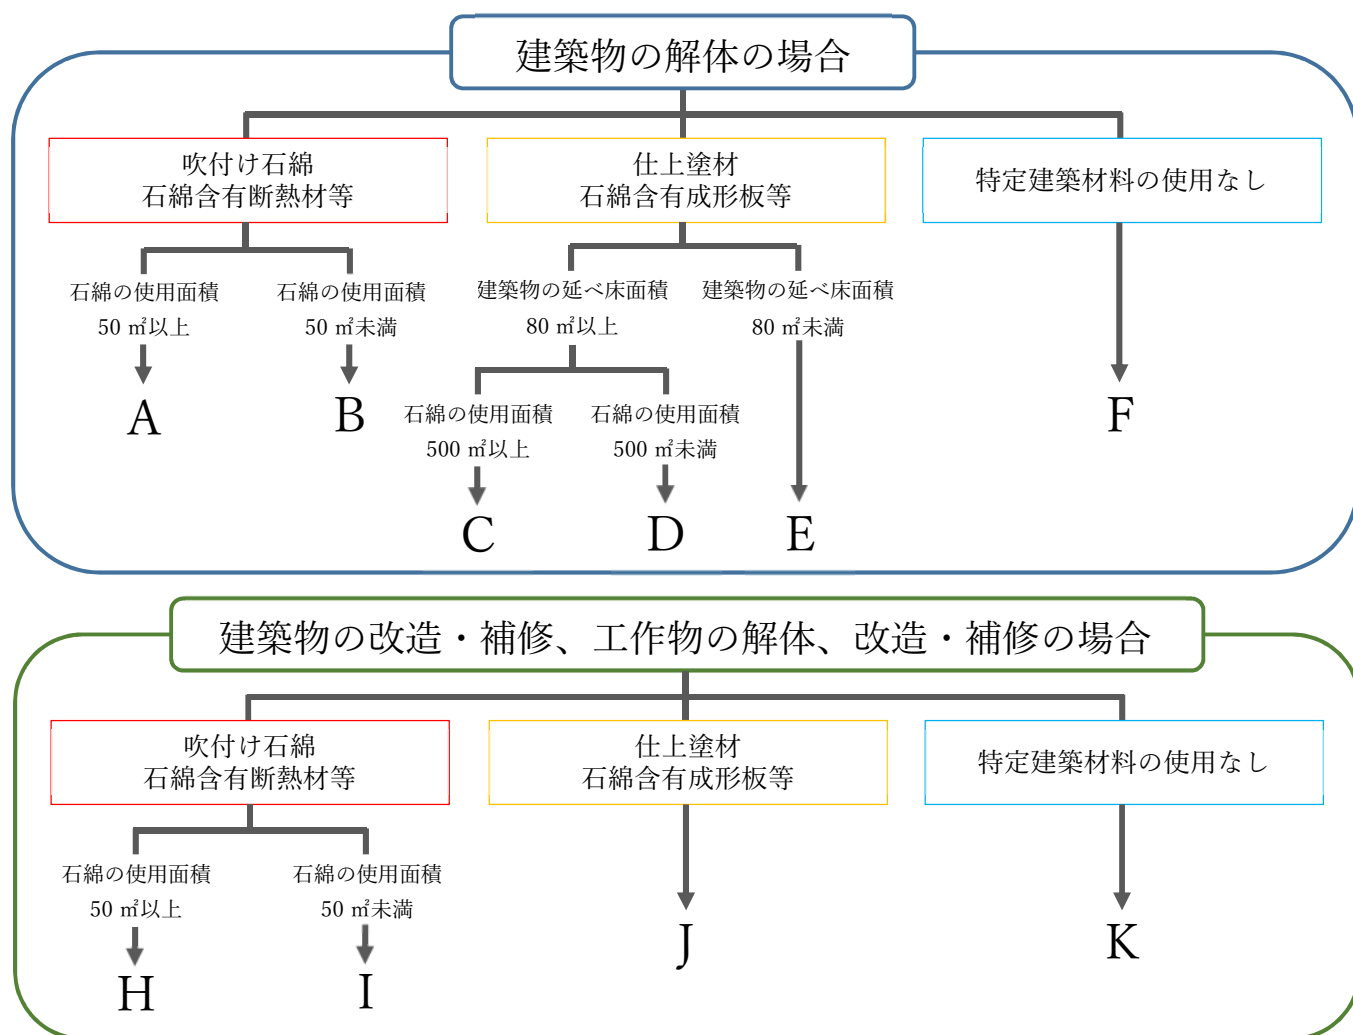 建築物の解体の場合
吹付け石綿
石綿含有断熱材等
仕上塗材
石綿含有成形板等
特定建築材料の使用なし
石綿の使用面積
50 ㎡以上
石綿の使用面積
50 ㎡未満
建築物の延べ床面積
80 ㎡以上
建築物の延べ床面積
80 ㎡未満
A
B
石綿の使用面積
500 ㎡以上
石綿の使用面積
500 ㎡未満
F
C
D
E
建築物の改造・補修、工作物の解体、改造・補修の場合
吹付け石綿
石綿含有断熱材等
仕上塗材
石綿含有成形板等
特定建築材料の使用なし
石綿の使用面積
50 ㎡以上
石綿の使用面積
50 ㎡未満
H
I
J
K